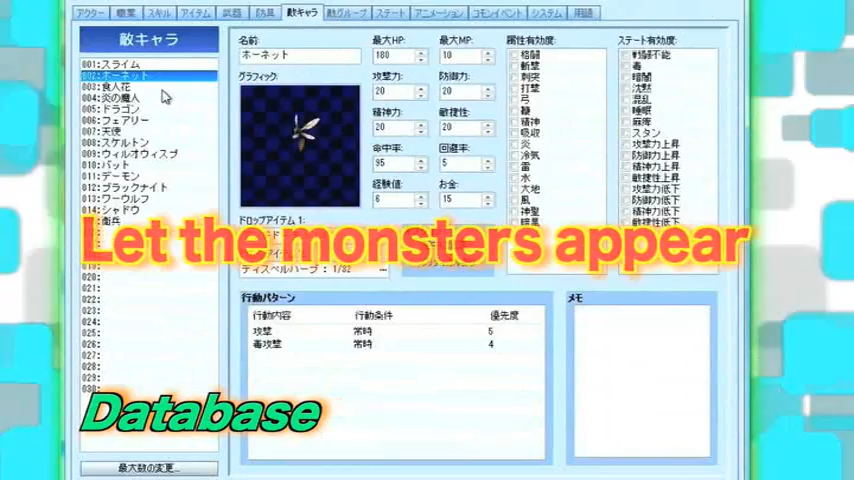 アクター 職業 スキル アイテム 武器 防具 敵キャラ 敵グループ ステート アニメーション コモンイベント システム 用語
敵キャラ
001:スライム
002:ホーネット
003:食人花
004:炎の魔人
005:ドラゴン
006:フェアリー
007:天使
008:スケルトン
009:ウィルオウィスプ
010:バット
011:デーモン
012:ブラックナイト
013:ワーウルフ
014:シャドウ
:衛兵
020:
021:
022:
023:
024:
025:
026:
027:
028:
029:
030:
最大数の変更...
名前:
ホーネット
グラフィック:
最大HP: 最大MP:
180 10
攻撃力: 防御力:
20 20
精神力: 敏捷性:
20 20
命中率: 回避率:
95 5
経験値: お金:
6 15
ドロップアイテム 1:
ディスペルハーブ : 1/32 ...
属性有効度:
格闘
斬撃
刺突
打撃
弓
鞭
精神
吸収
炎
冷気
雷
水
大地
風
神聖
暗黒
ステート有効度:
戦闘不能
毒
暗闇
沈黙
混乱
睡眠
麻痺
スタン
攻撃力上昇
防御力上昇
精神力上昇
敏捷性上昇
攻撃力低下
防御力低下
精神力低下
敏捷性低下
Let the monsters appear
行動パターン
行動内容 行動条件 優先度
攻撃 常時 5
毒攻撃 常時 4
メモ
Database